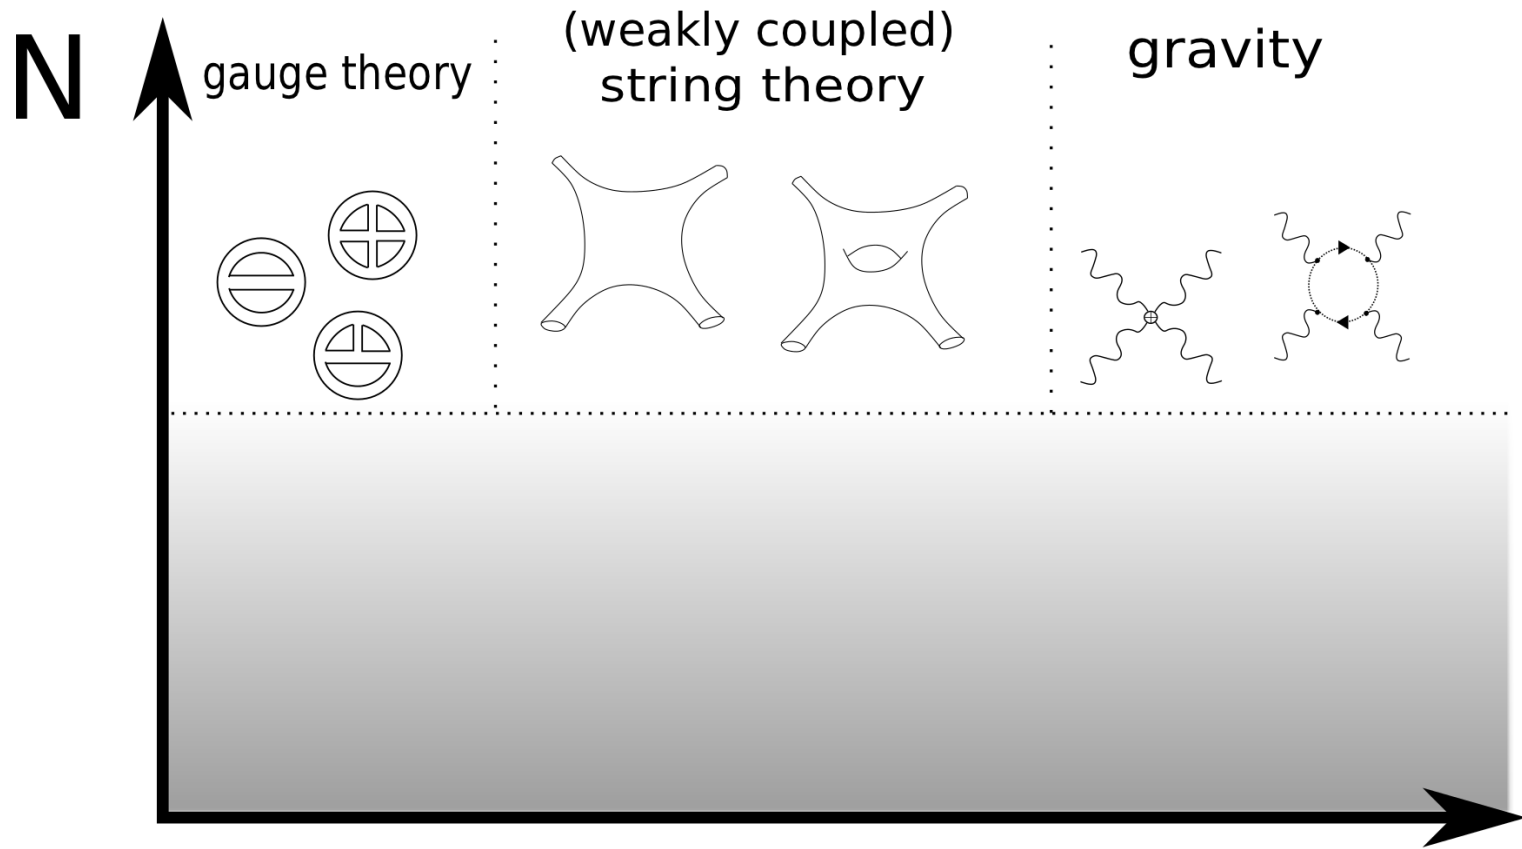 N
gauge theory
(weakly coupled)
string theory
gravity